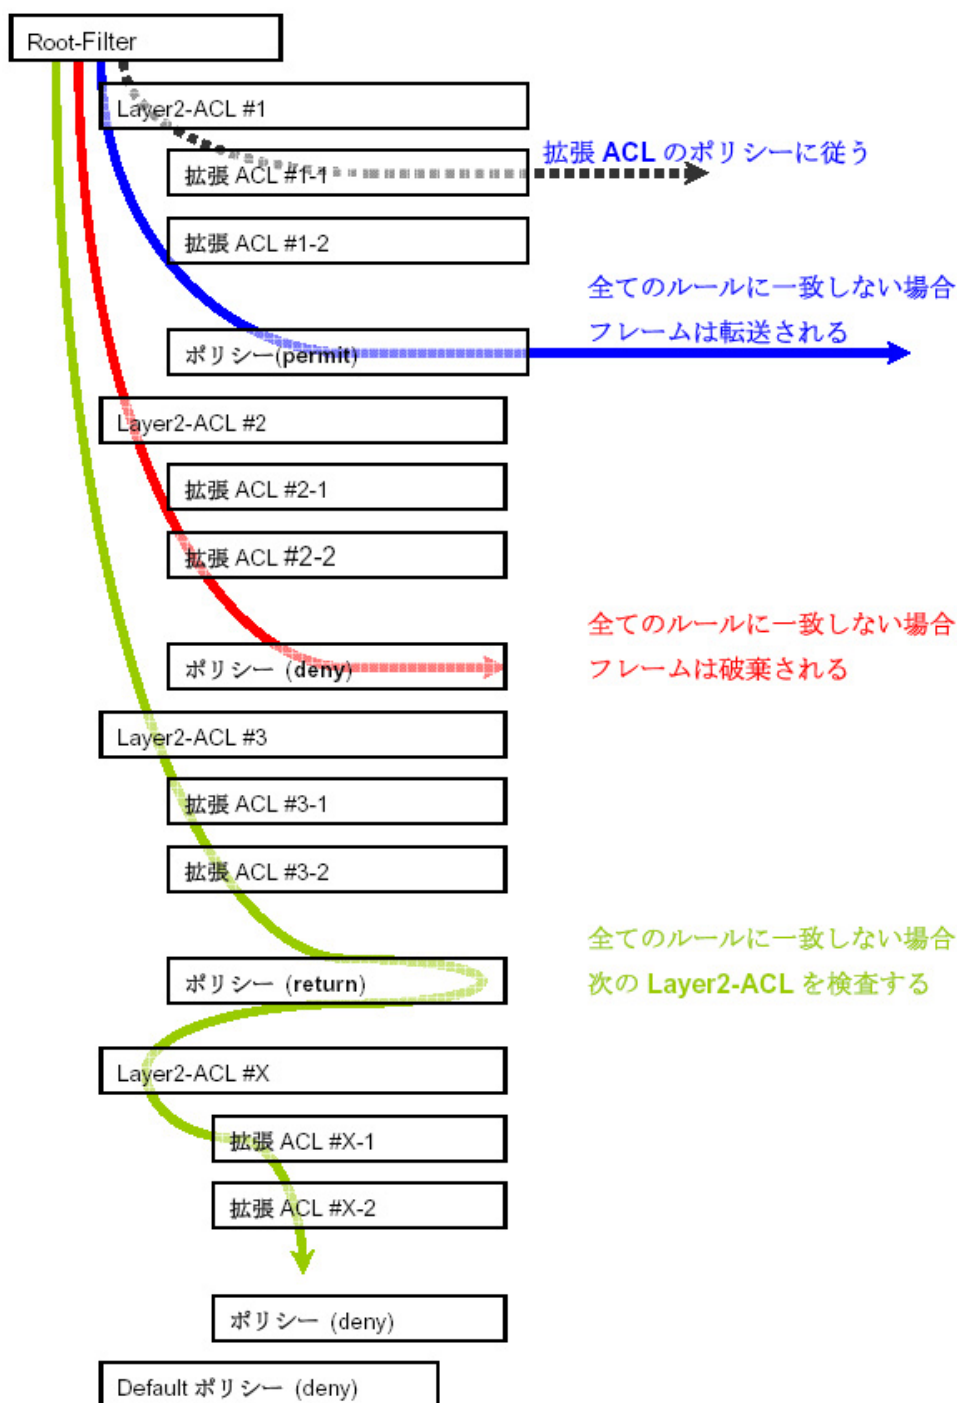 Root-Filter
Layer2-ACL #1
拡張 ACL のポリシーに従う
拡張 ACL #1-1
拡張 ACL #1-2
全てのルールに一致しない場合
フレームは転送される
ポリシー(permit)
Layer2-ACL #2
拡張 ACL #2-1
拡張 ACL #2-2
全てのルールに一致しない場合
フレームは破棄される
ポリシー (deny)
Layer2-ACL #3
拡張 ACL #3-1
拡張 ACL #3-2
全てのルールに一致しない場合
次の Layer2-ACL を検査する
ポリシー (return)
Layer2-ACL #X
拡張 ACL #X-1
拡張 ACL #X-2
ポリシー (deny)
Default ポリシー (deny)